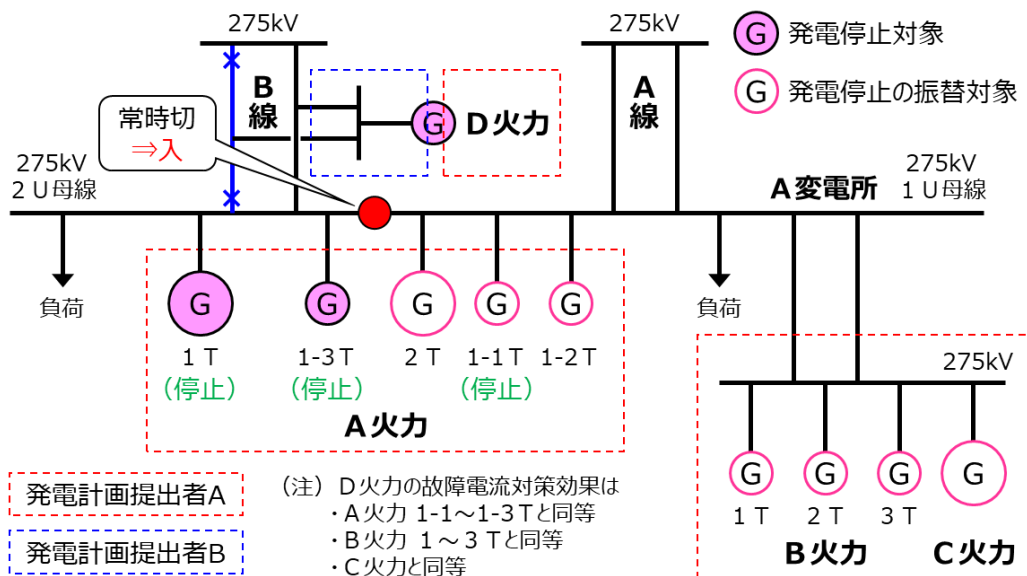 275kV
275kV
G 発電停止対象
G 発電停止の振替対象
B線
A線
G D火力
常時切
⇒入
275kV
2U母線
A変電所
275kV
1U母線
負荷
負荷
G G G G G
1T 1-3T 2T 1-1T 1-2T
(停止) (停止) (停止)
A火力
275kV
G G G G
1T 2T 3T
B火力 C火力
発電計画提出者A
発電計画提出者B
(注)D火力の故障電流対策効果は
・A火力 1-1~1-3Tと同等
・B火力 1~3Tと同等
・C火力と同等